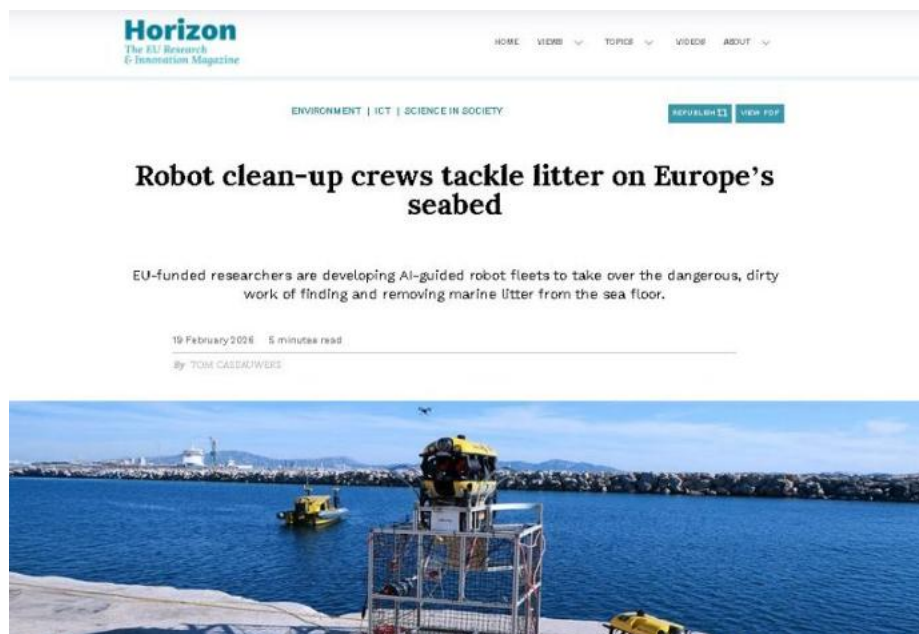 Horizon
The EU Research
& Innovation Magazine
HOME VIEWS TOPICS VIDEOS ABOUT
ENVIRONMENT | ICT | SCIENCE IN SOCIETY
REPUBLISH VIEW PDF
Robot clean-up crews tackle litter on Europe's
seabed
EU-funded researchers are developing AI-guided robot fleets to take over the dangerous, dirty
work of finding and removing marine litter from the sea floor.
19 February 2026 5 minutes read
By TOM CASSAUWERS